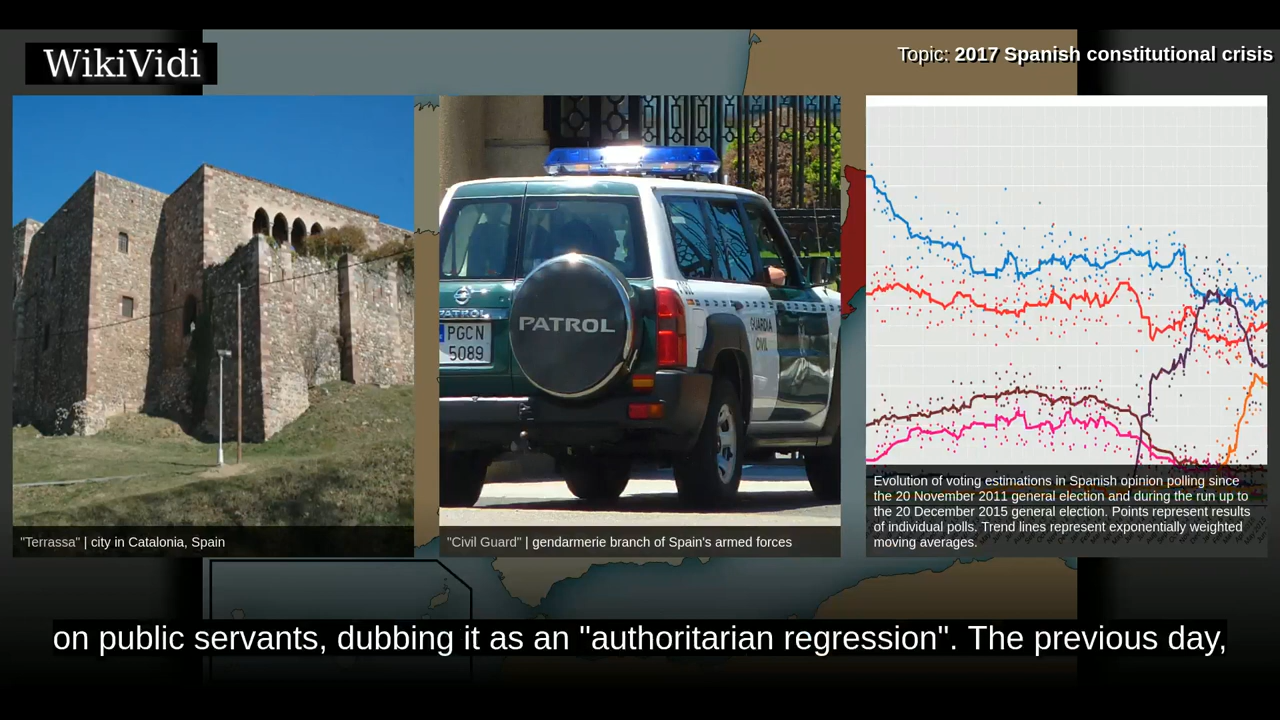 WikiVidi
Topic: 2017 Spanish constitutional crisis
PATROL
PGCN
5089
PATROL
GUARDIA
CIVIL
"Terrassa" | city in Catalonia, Spain
"Civil Guard" | gendarmerie branch of Spain's armed forces
Evolution of voting estimations in Spanish opinion polling since
the 20 November 2011 general election and during the run up to
the 20 December 2015 general election. Points represent results
of individual polls. Trend lines represent exponentially weighted
moving averages.
on public servants, dubbing it as an "authoritarian regression". The previous day,